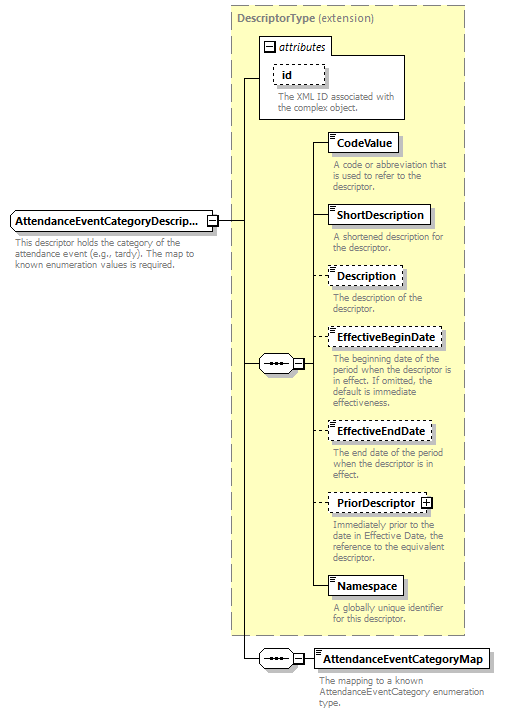 DescriptorType (extension)
attributes
id
The XML ID associated with
the complex object.
CodeValue
A code or abbreviation that
is used to refer to the
descriptor.
ShortDescription
A shortened description for
the descriptor.
AttendanceEventCategoryDescrip...
This descriptor holds the category of the
attendance event (e.g., tardy). The map to
known enumeration values is required.
Description
The description of the
descriptor.
EffectiveBeginDate
The beginning date of the
period when the descriptor is
in effect. If omitted, the
default is immediate
effectiveness.
EffectiveEndDate
The end date of the period
when the descriptor is in
effect.
PriorDescriptor
Immediately prior to the
date in Effective Date, the
reference to the equivalent
descriptor.
Namespace
A globally unique identifier
for this descriptor.
AttendanceEventCategoryMap
The mapping to a known
AttendanceEventCategory enumeration
type.